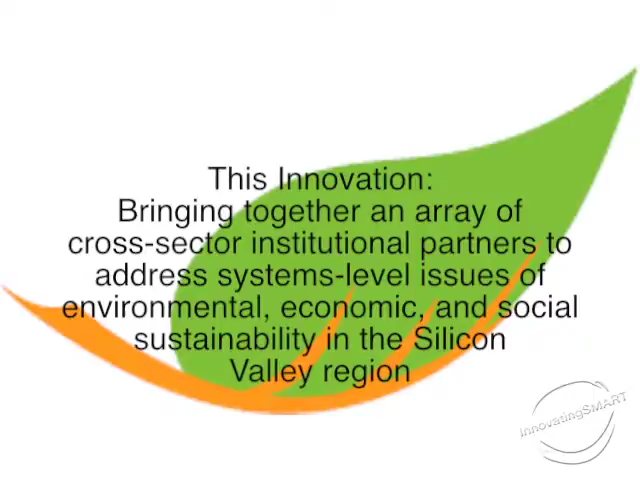 This Innovation:
Bringing together an array of
cross-sector institutional partners to
address systems-level issues of
environmental, economic, and social
sustainability in the Silicon
Valley region
InnovatingSMART